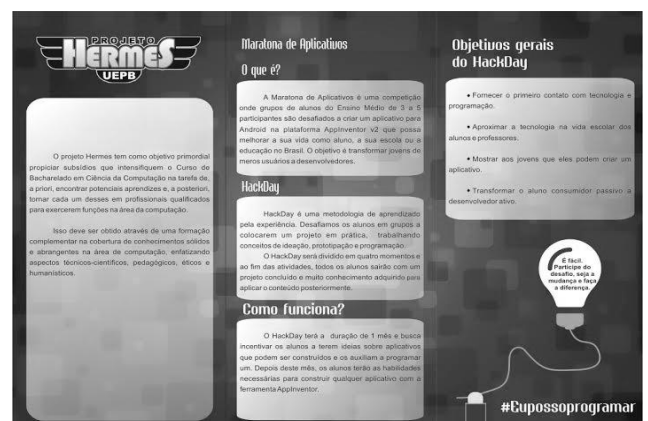 PROJETO
HERMES
UEPB
O projeto Hermes tem como objetivo primordial
propiciar subsídios que intensifiquem o Curso de
Bacharelado em Ciência da Computação na tarefa de,
a priori, encontrar potenciais aprendizes e, a posteriori,
tornar cada um desses em profissionais qualificados
para exercerem funções na área da computação.
Isso deve ser obtido através de uma formação
complementar na cobertura de conhecimentos sólidos
e abrangentes na área de computação, enfatizando
aspectos técnicos-científicos, pedagógicos, éticos e
humanísticos.
Maratona de Aplicativos
O que é?
A Maratona de Aplicativos é uma competição
onde grupos de alunos do Ensino Médio de 3 a 5
participantes são desafiados a criar um aplicativo para
Android na plataforma AppInventor v2 que possa
melhorar a sua vida como aluno, a sua escola ou a
educação no Brasil. O objetivo é transformar jovens de
meros usuários a desenvolvedores.
HackDay
HackDay é uma metodologia de aprendizado
pela experiência. Desafiamos os alunos em grupos a
colocarem um projeto em prática, trabalhando
conceitos de ideação, prototipação e programação.
O HackDay será dividido em quatro momentos e
ao fim das atividades, todos os alunos sairão com um
projeto concluído e muito conhecimento adquirido para
aplicar o conteúdo posteriormente.
Como funciona?
O HackDay terá a duração de 1 mês e busca
incentivar os alunos a terem ideias sobre aplicativos
que podem ser construídos e os auxiliam a programar
um. Depois deste mês, os alunos terão as habilidades
necessárias para construir qualquer aplicativo com a
ferramenta AppInventor.
Objetivos gerais
do HackDay
• Fornecer o primeiro contato com tecnologia e
programação.
• Aproximar a tecnologia na vida escolar dos
alunos e professores.
• Mostrar aos jovens que eles podem criar um
aplicativo.
• Transformar o aluno consumidor passivo a
desenvolvedor ativo.
É fácil.
Participe do
desafio, seja a
mudança e faça
a diferença.
#Eupossoprogramar